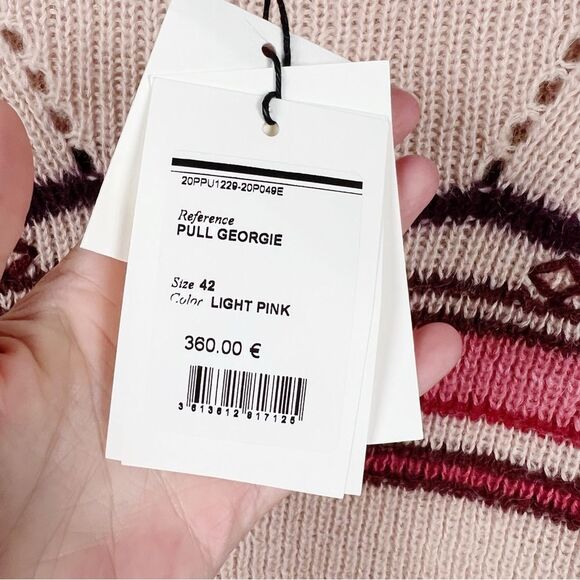 20PPU1229-20P049E
Reference
PULL GEORGIE
Size 42
Color LIGHT PINK
360.00 €
3613612917125